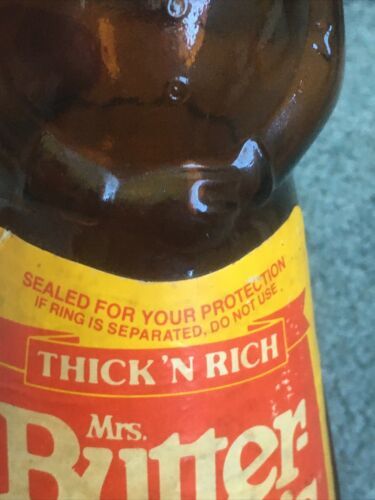 SEALED FOR YOUR PROTECTION
IF RING IS SEPARATED, DO NOT USE.
THICK 'N RICH
Mrs.
Butter-